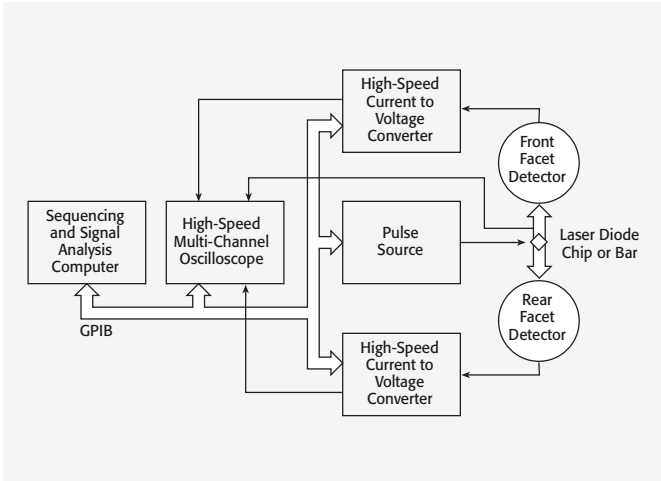 High-Speed
Current to
Voltage
Converter
Front
Facet
Detector
Sequencing
and Signal
Analysis
Computer
High-Speed
Multi-Channel
Oscilloscope
Pulse
Source
Laser Diode
Chip or Bar
Rear
Facet
Detector
GPIB
High-Speed
Current to
Voltage
Converter